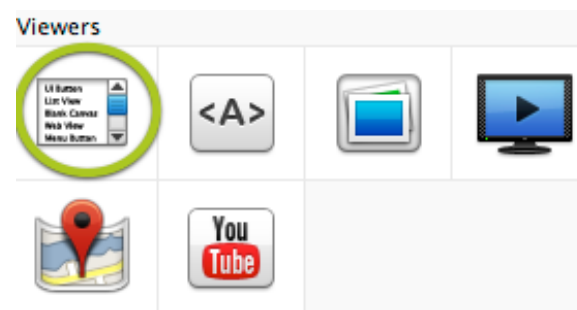 Viewers
UI Button
List View
Blank Canvas
Web View
Menu Button
<A>
You
Tube